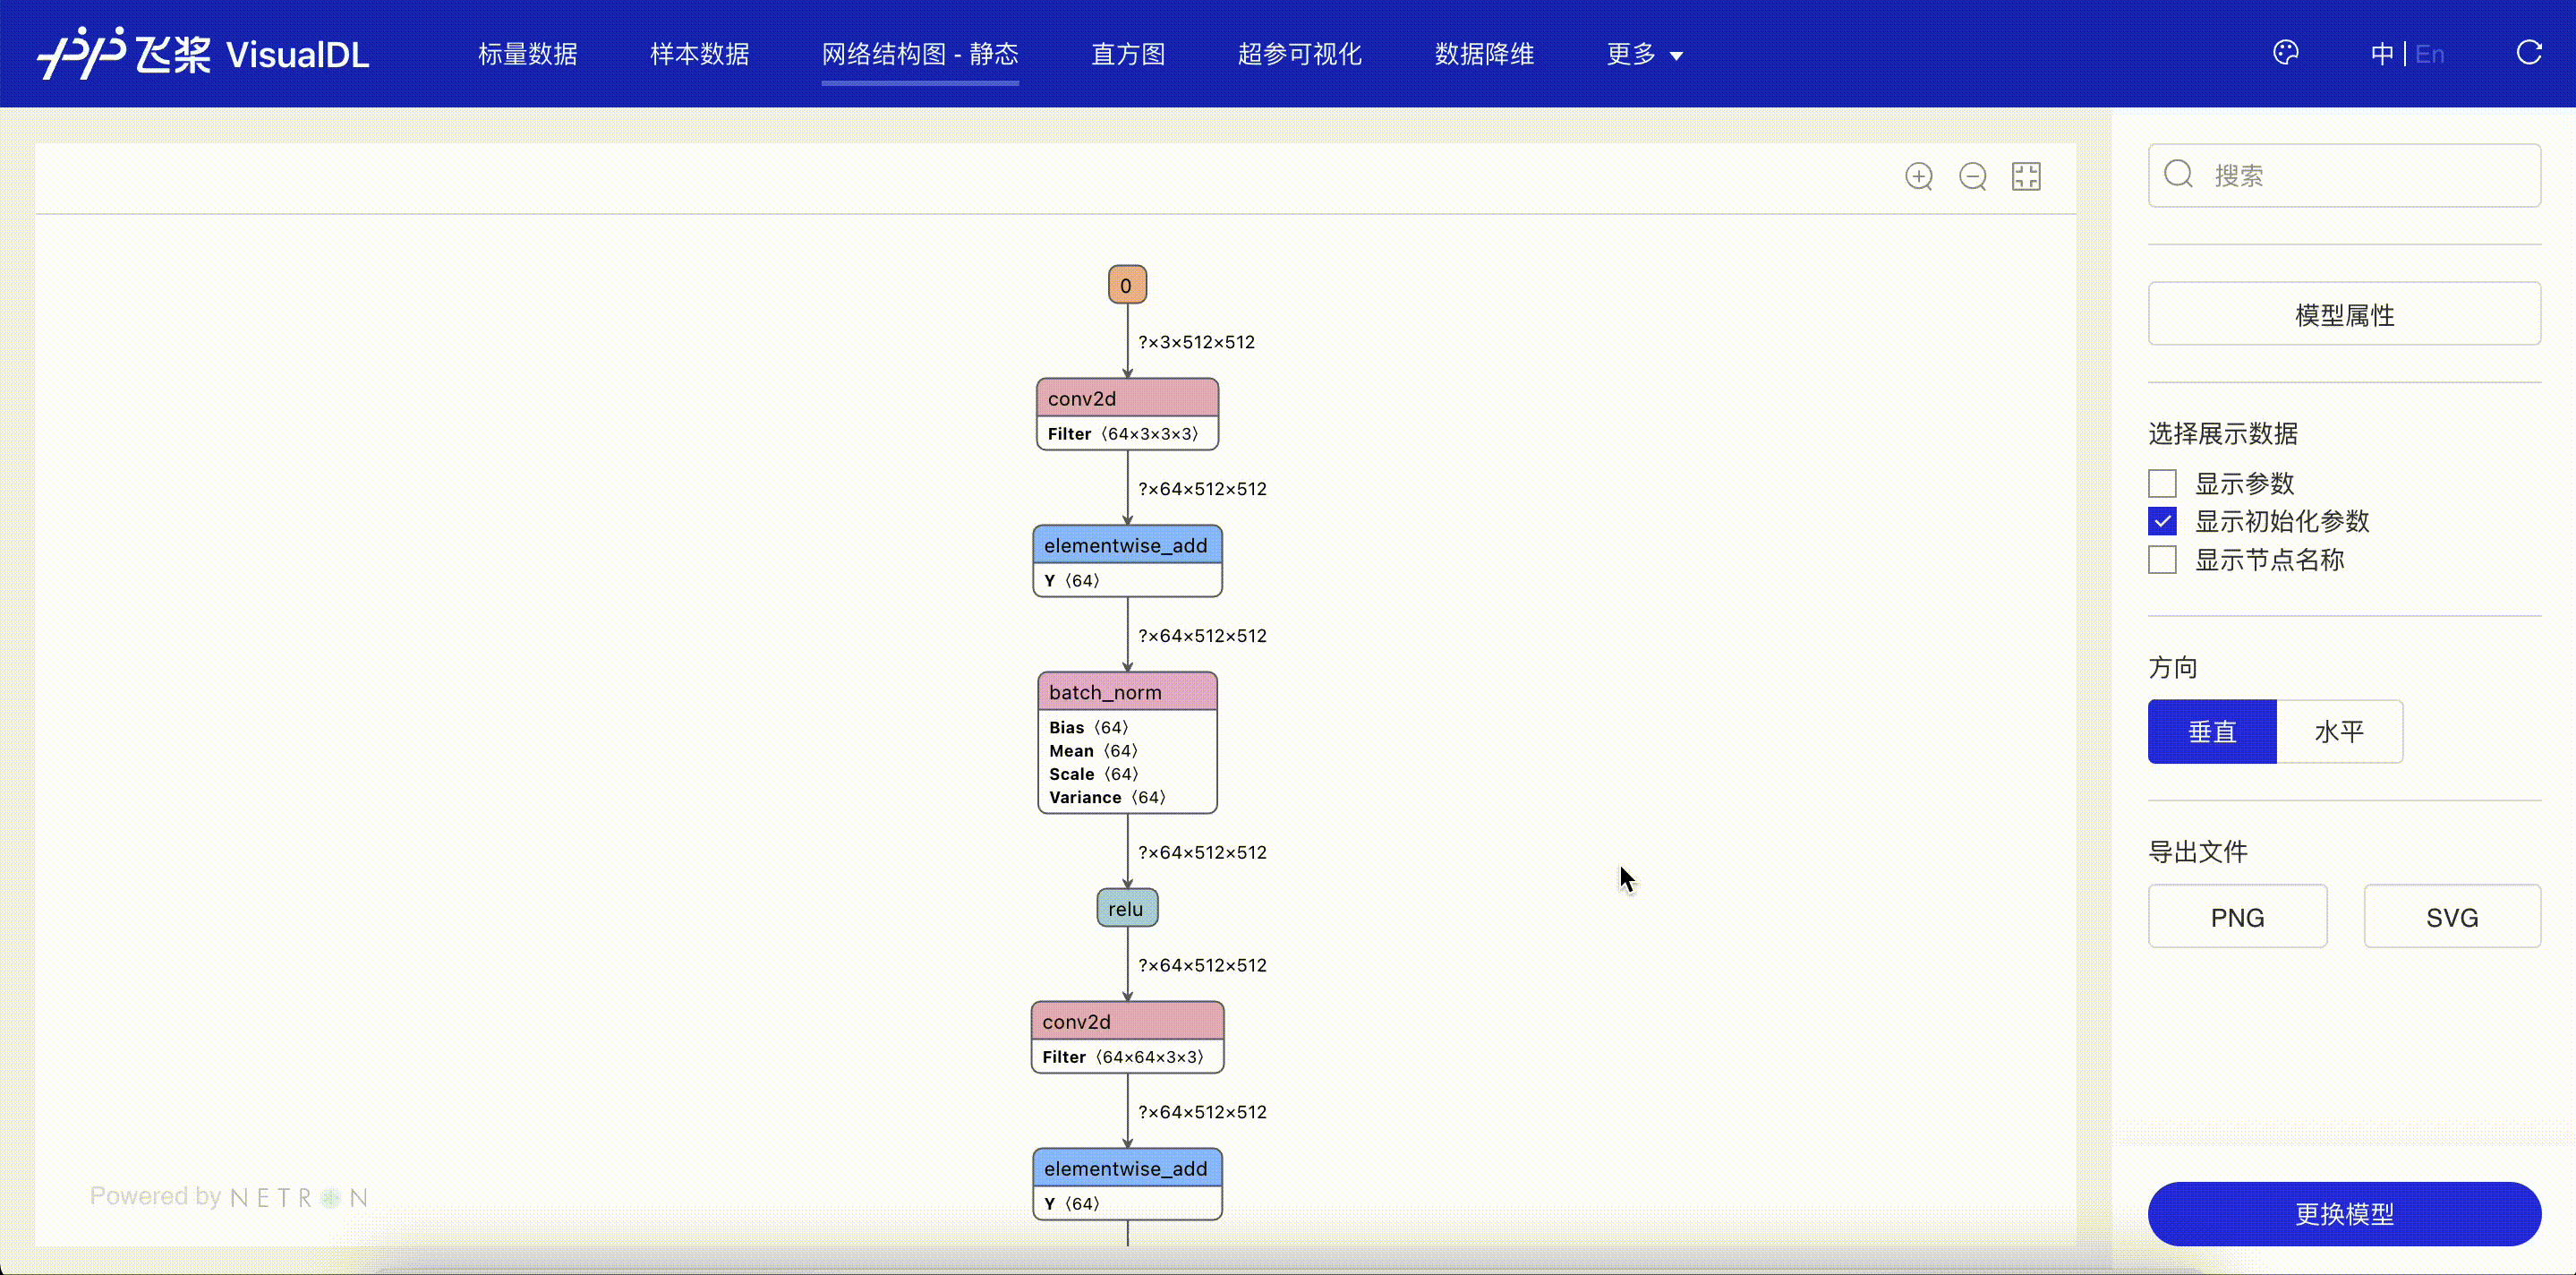 飞桨 VisualDL
标量数据
样本数据
网络结构图 - 静态
直方图
超参可视化
数据降维
更多
中 | En
0
?×3×512×512
conv2d
Filter 〈64×3×3×3〉
?×64×512×512
elementwise_add
Y 〈64〉
?×64×512×512
batch_norm
Bias 〈64〉
Mean 〈64〉
Scale 〈64〉
Variance 〈64〉
?×64×512×512
relu
?×64×512×512
conv2d
Filter 〈64×64×3×3〉
?×64×512×512
elementwise_add
Y 〈64〉
Powered by NETRON
搜索
模型属性
选择展示数据
显示参数
显示初始化参数
显示节点名称
方向
垂直
水平
导出文件
PNG
SVG
更换模型